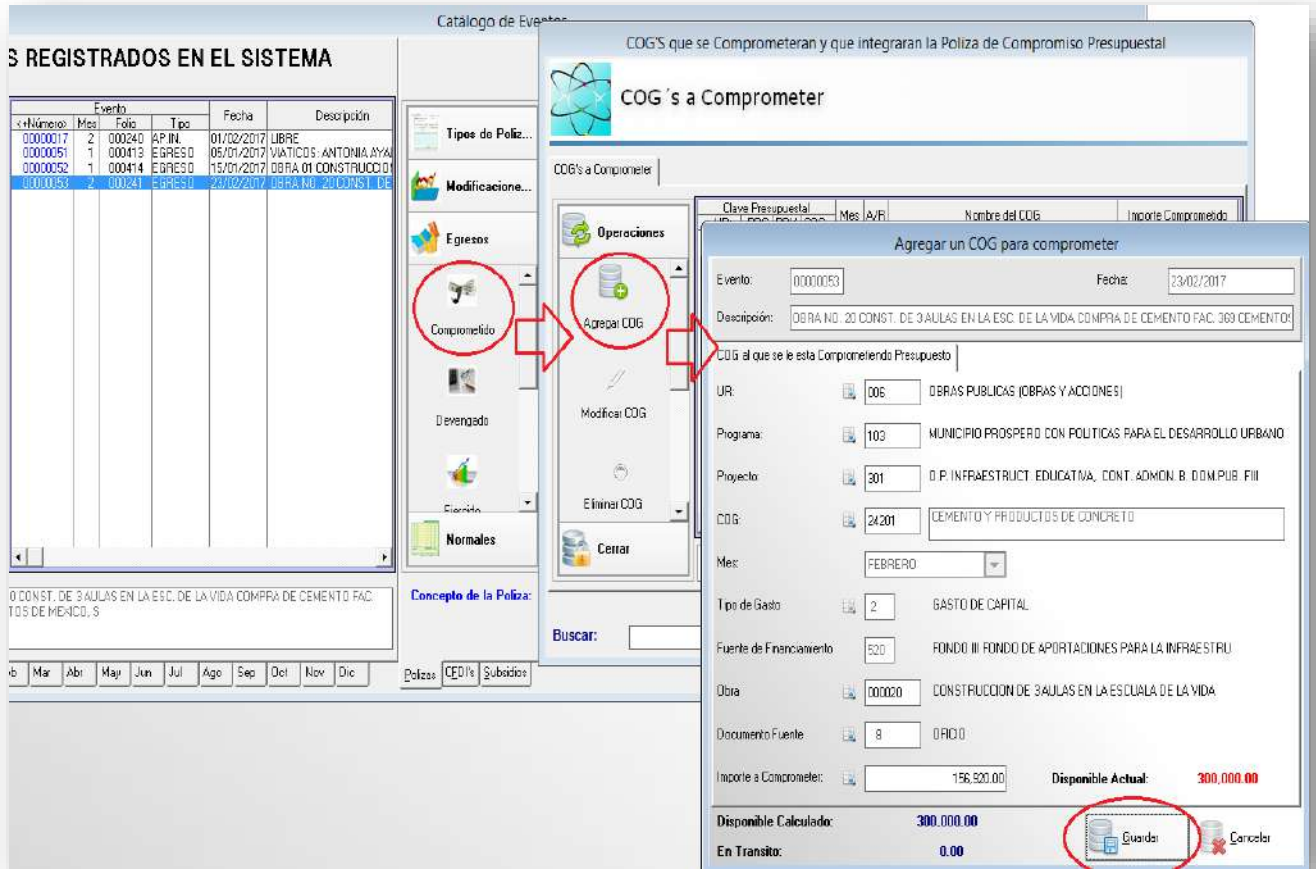 Catálogo de Eventos
S REGISTRADOS EN EL SISTEMA
Evento
<+Número> Mes Folio Tipo Fecha Descripción
00000017 2 000240 AP.IN. 01/02/2017 LIBRE
00000051 1 000413 EGRESO 05/01/2017 VIATICOS: ANTONIA AYAL
00000052 1 000414 EGRESO 15/01/2017 OBRA 01 CONSTRUCCION
00000053 2 000241 EGRESO 23/02/2017 OBRA NO. 20 CONST. DE
0 CONST. DE 3 AULAS EN LA ESC. DE LA VIDA COMPRA DE CEMENTO FAC.
TOS DE MEXICO, S
b Mar Abr May Jun Jul Ago Sep Oct Nov Dic
Tipos de Poliz...
Modificacione...
Egresos
Comprometido
Devengado
Ejercido
Normales
Concepto de la Poliza:
Polizas CFDI's Subsidios
COG'S que se Comprometeran y que integraran la Poliza de Compromiso Presupuestal
COG´s a Comprometer
COG's a Comprometer
Operaciones
Agregar COG
Modificar COG
Eliminar COG
Cerrar
Buscar:
Clave Presupuestal Mes A/R Nombre del COG Importe Comprometido
Agregar un COG para comprometer
Evento: 00000053 Fecha: 23/02/2017
Descripción: OBRA NO. 20 CONST. DE 3 AULAS EN LA ESC. DE LA VIDA COMPRA DE CEMENTO FAC. 369 CEMENTOS
COG al que se le esta Comprometiendo Presupuesto
UR: 006 OBRAS PUBLICAS (OBRAS Y ACCIONES)
Programa: 103 MUNICIPIO PROSPERO CON POLITICAS PARA EL DESARROLLO URBANO
Proyecto: 301 O.P. INFRAESTRUCT. EDUCATIVA, CONT. ADMON. B. DOM.PUB. FIII
COG: 24201 CEMENTO Y PRODUCTOS DE CONCRETO
Mes: FEBRERO
Tipo de Gasto 2 GASTO DE CAPITAL
Fuente de Financiamiento 520 FONDO III FONDO DE APORTACIONES PARA LA INFRAESTRU
Obra 000020 CONSTRUCCION DE 3 AULAS EN LA ESCUALA DE LA VIDA
Documento Fuente 8 OFICIO
Importe a Comprometer: 156,920.00 Disponible Actual: 300,000.00
Disponible Calculado: 300,000.00
En Transito: 0.00
Guardar Cancelar